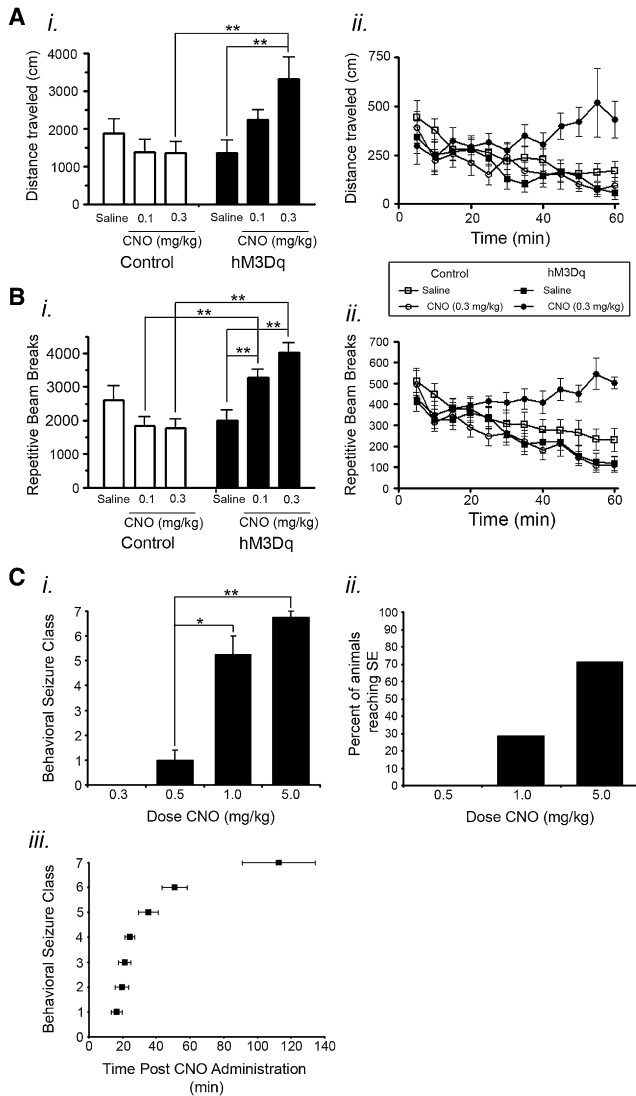 A
i.
ii.
Distance traveled (cm)
4000
3000
2000
1000
0
**
**
Saline 0.1 0.3 Saline 0.1 0.3
CNO (mg/kg) CNO (mg/kg)
Control hM3Dq
Distance traveled (cm)
750
500
250
0
0 20 40 60
Time (min)
Control hM3Dq
Saline Saline
CNO (0.3 mg/kg) CNO (0.3 mg/kg)
B
i.
ii.
Repetitive Beam Breaks
4000
3000
2000
1000
0
**
**
**
**
Saline 0.1 0.3 Saline 0.1 0.3
CNO (mg/kg) CNO (mg/kg)
Control hM3Dq
Repetitive Beam Breaks
700
600
500
400
300
200
100
0
0 20 40 60
Time (min)
C
i.
ii.
Behavioral Seizure Class
7
6
5
4
3
2
1
0
**
*
0.3 0.5 1.0 5.0
Dose CNO (mg/kg)
Percent of animals
reaching SE
100
90
80
70
60
50
40
30
20
10
0
0.5 1.0 5.0
Dose CNO (mg/kg)
iii.
Behavioral Seizure Class
7
6
5
4
3
2
1
0
0 20 40 60 80 100 120 140
Time Post CNO Administration
(min)